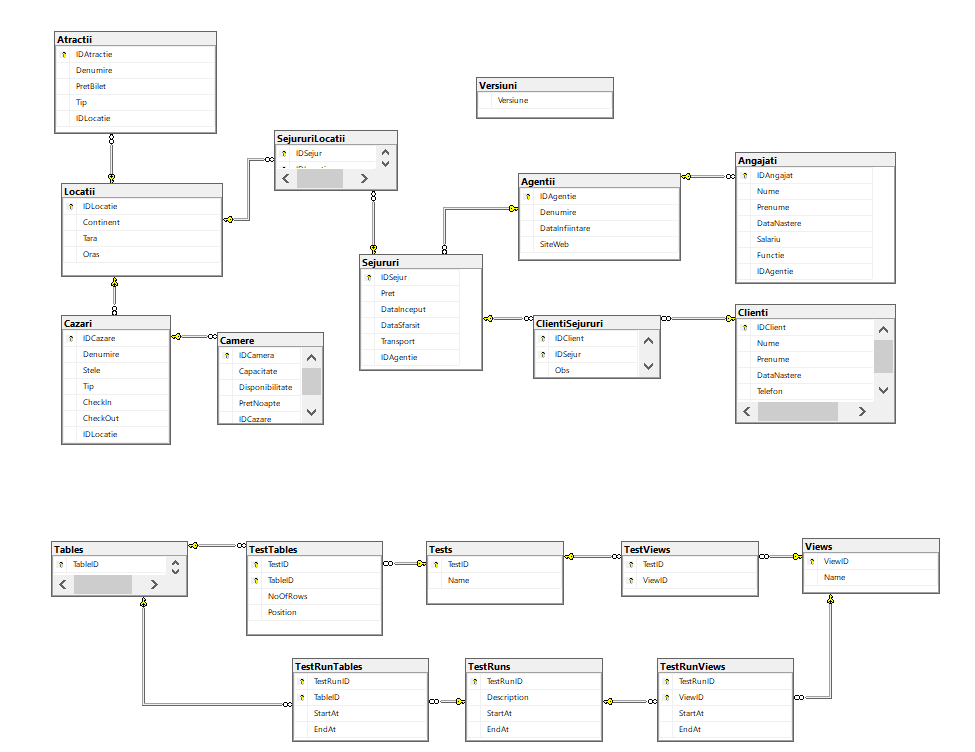 Atractii
IDAtractie
Denumire
PretBilet
Tip
IDLocatie
Versiuni
Versiune
SejururiLocatii
IDSejur
Locatii
IDLocatie
Continent
Tara
Oras
Agentii
IDAgentie
Denumire
DataInfiintare
SiteWeb
Angajati
IDAngajat
Nume
Prenume
DataNastere
Salariu
Functie
IDAgentie
Sejururi
IDSejur
Pret
DataInceput
DataSfarsit
Transport
IDAgentie
Cazari
IDCazare
Denumire
Stele
Tip
CheckIn
CheckOut
IDLocatie
Camere
IDCamera
Capacitate
Disponibilitate
PretNoapte
IDCazare
ClientiSejururi
IDClient
IDSejur
Obs
Clienti
IDClient
Nume
Prenume
DataNastere
Telefon
Tables
TableID
TestTables
TestID
TableID
NoOfRows
Position
Tests
TestID
Name
TestViews
TestID
ViewID
Views
ViewID
Name
TestRunTables
TestRunID
TableID
StartAt
EndAt
TestRuns
TestRunID
Description
StartAt
EndAt
TestRunViews
TestRunID
ViewID
StartAt
EndAt